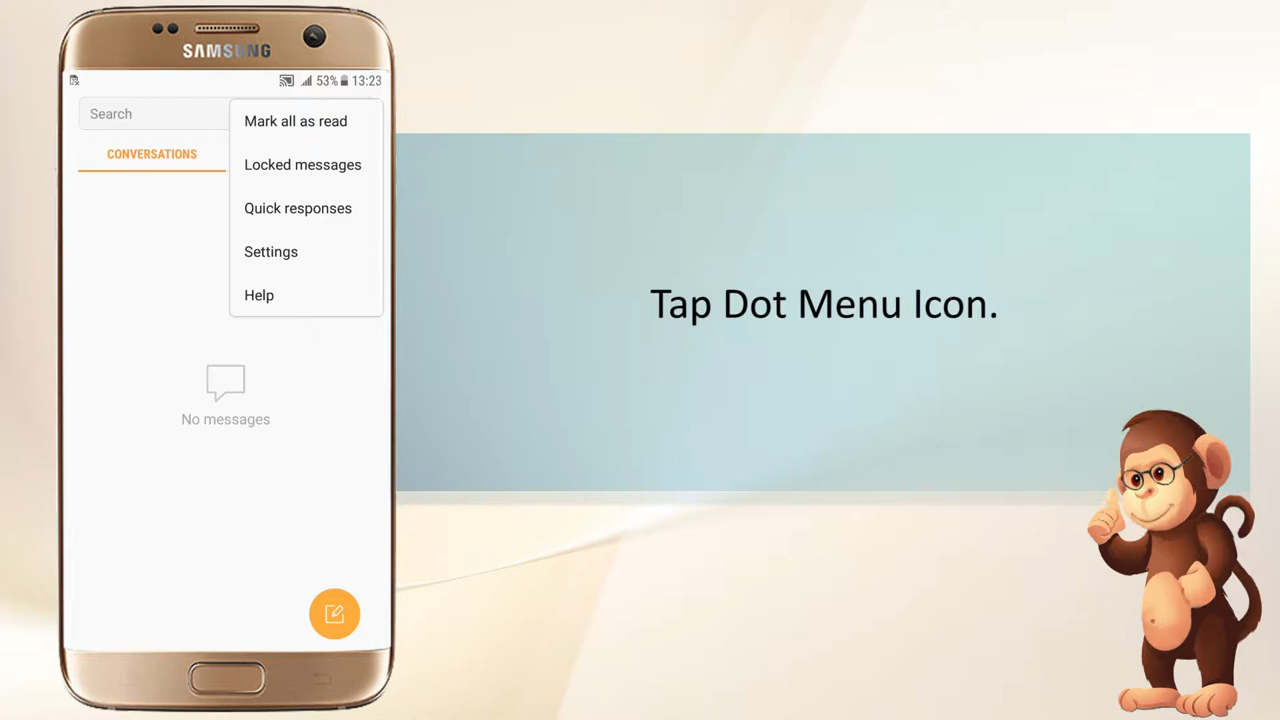 SAMSUNG
53% 13:23
Search
CONVERSATIONS
Mark all as read
Locked messages
Quick responses
Settings
Help
No messages
Tap Dot Menu Icon.